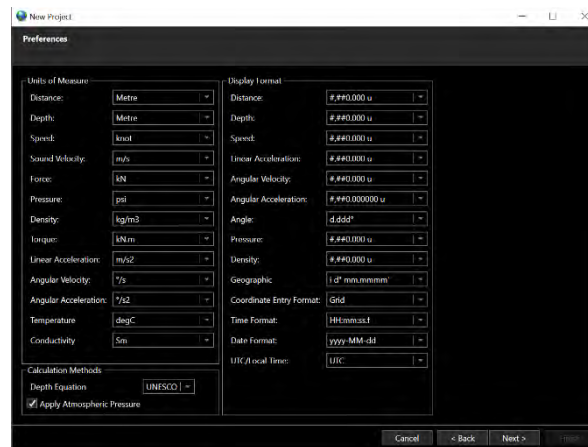 New Project
Preferences
Units of Measure
Distance: Metre
Depth: Metre
Speed: knot
Sound Velocity: m/s
Force: kN
Pressure: psi
Density: kg/m3
Torque: kN.m
Linear Acceleration: m/s2
Angular Velocity: °/s
Angular Acceleration: °/s2
Temperature degC
Conductivity Sm
Calculation Methods
Depth Equation UNESCO
Apply Atmospheric Pressure
Display Format
Distance: #,##0.000 u
Depth: #,##0.000 u
Speed: #,##0.000 u
Linear Acceleration: #,##0.000 u
Angular Velocity: #,##0.000 u
Angular Acceleration: #,##0.000000 u
Angle: d.ddd°
Pressure: #,##0.000 u
Density: #,##0.000 u
Geographic i d° mm.mmmm'
Coordinate Entry Format: Grid
Time Format: HH:mm:ss.f
Date Format: yyyy-MM-dd
UTC/Local Time: UTC
Cancel < Back Next > Finish